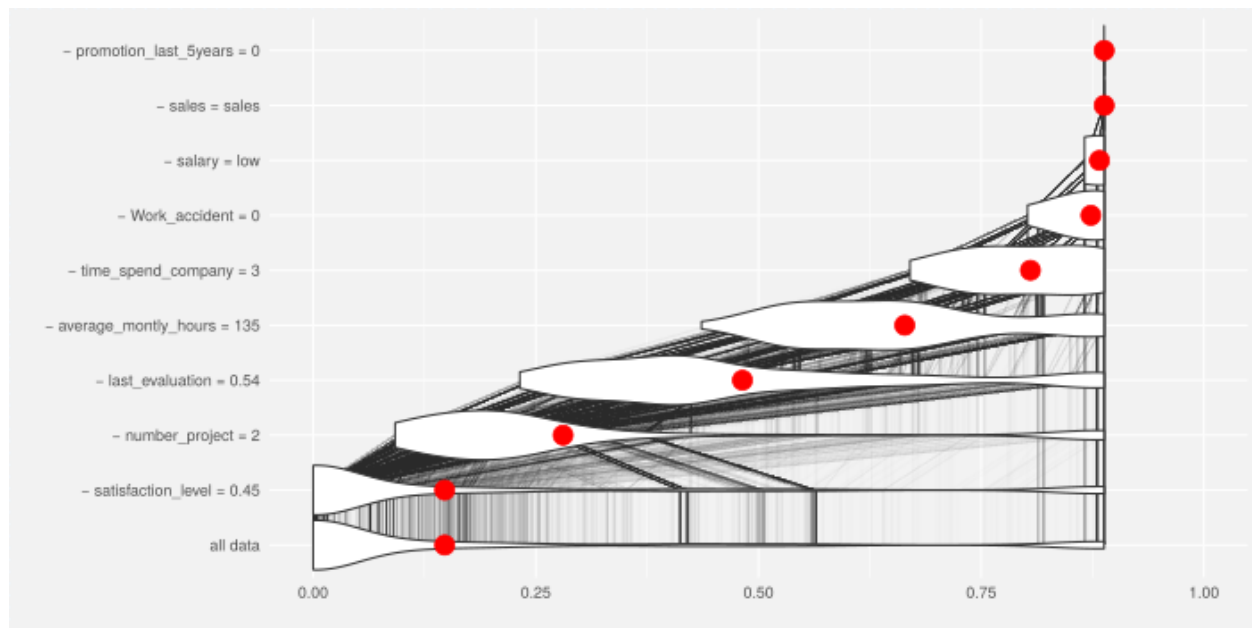 − promotion_last_5years = 0
− sales = sales
− salary = low
− Work_accident = 0
− time_spend_company = 3
− average_montly_hours = 135
− last_evaluation = 0.54
− number_project = 2
− satisfaction_level = 0.45
all data
0.00 0.25 0.50 0.75 1.00